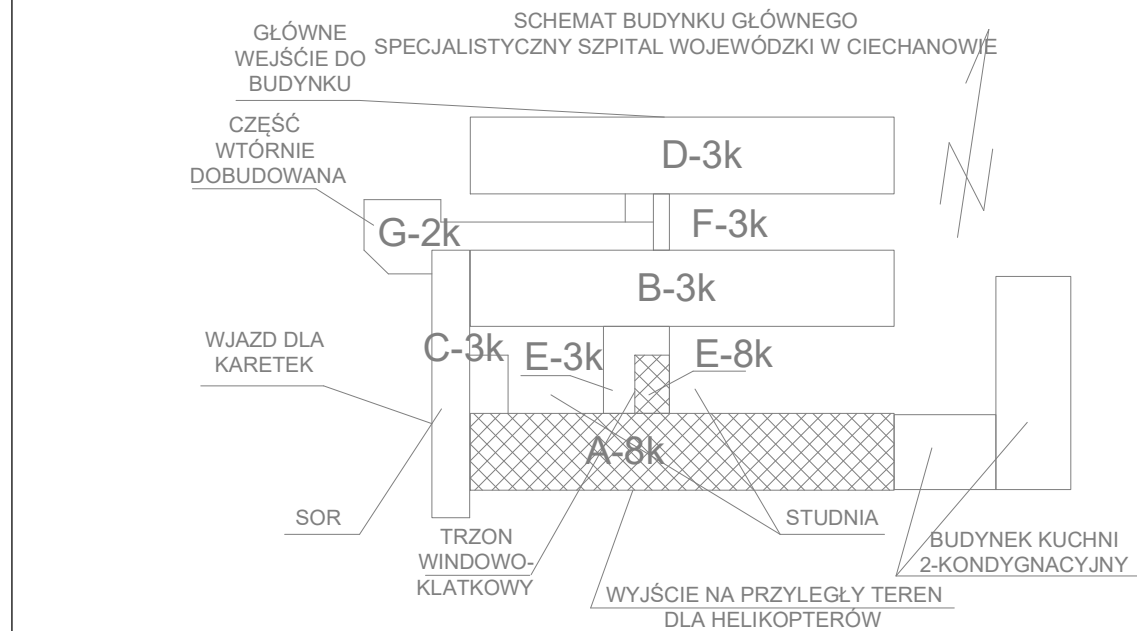 SCHEMAT BUDYNKU GŁÓWNEGO
SPECJALISTYCZNY SZPITAL WOJEWÓDZKI W CIECHANOWIE
GŁÓWNE
WEJŚĆIE DO
BUDYNKU
CZĘŚĆ
WTÓRNIE
DOBUDOWANA
D-3k
G-2k
F-3k
B-3k
WJAZD DLA
KARETEK
C-3k
E-3k
E-8k
A-8k
SOR
TRZON
WINDOWO-
KLATKOWY
STUDNIA
BUDYNEK KUCHNI
2-KONDYGNACYJNY
WYJŚCIE NA PRZYLEGŁY TEREN
DLA HELIKOPTERÓW